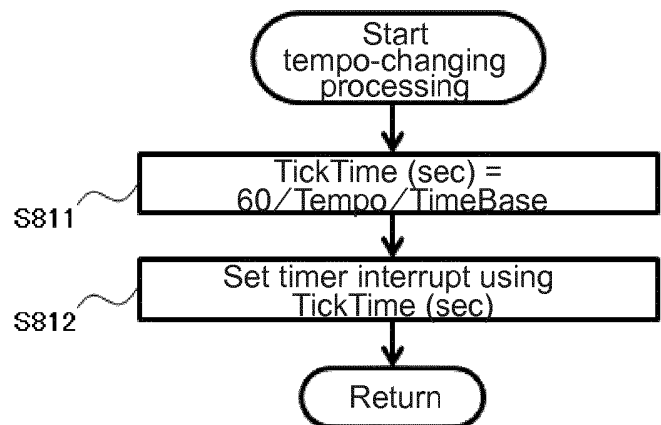 Start
tempo-changing
processing
TickTime (sec) =
60/Tempo/TimeBase
S811
Set timer interrupt using
TickTime (sec)
S812
Return